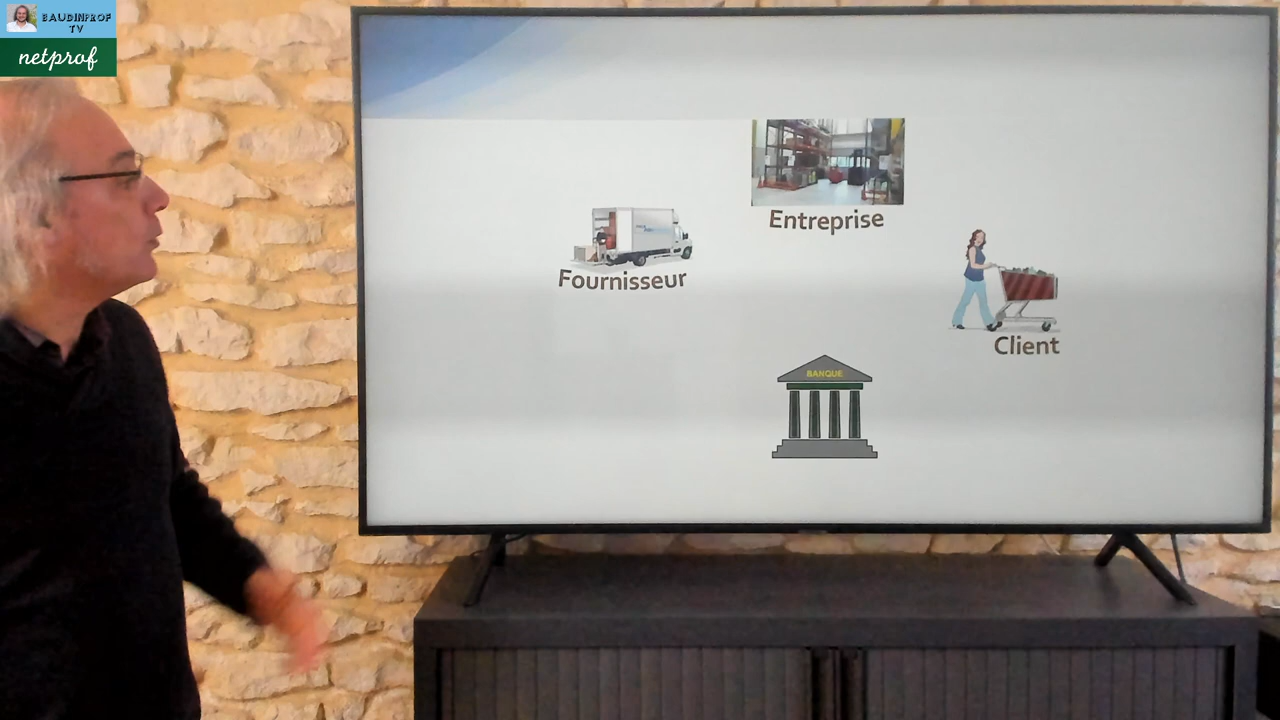 BAUDINPROF
TV
netprof
Entreprise
Fournisseur
Client
BANQUE